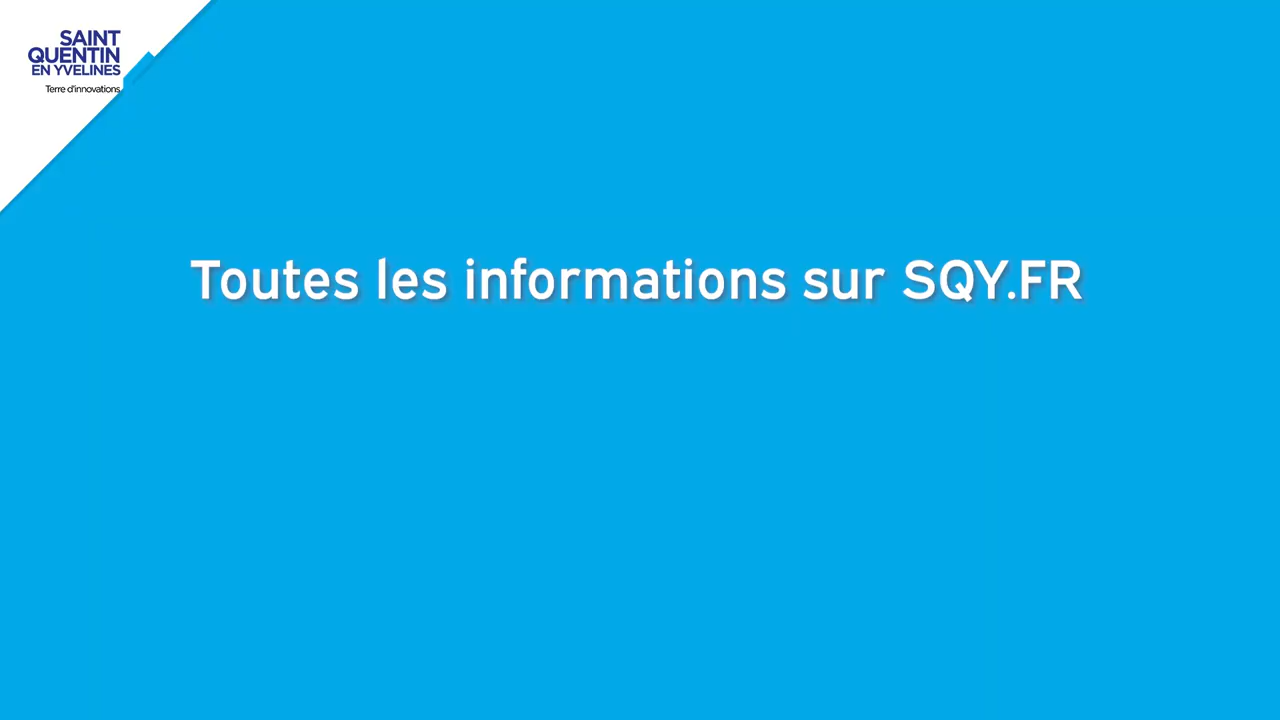 SAINT
QUENTIN
EN YVELINES
Terre d'innovations
Toutes les informations sur SQY.FR